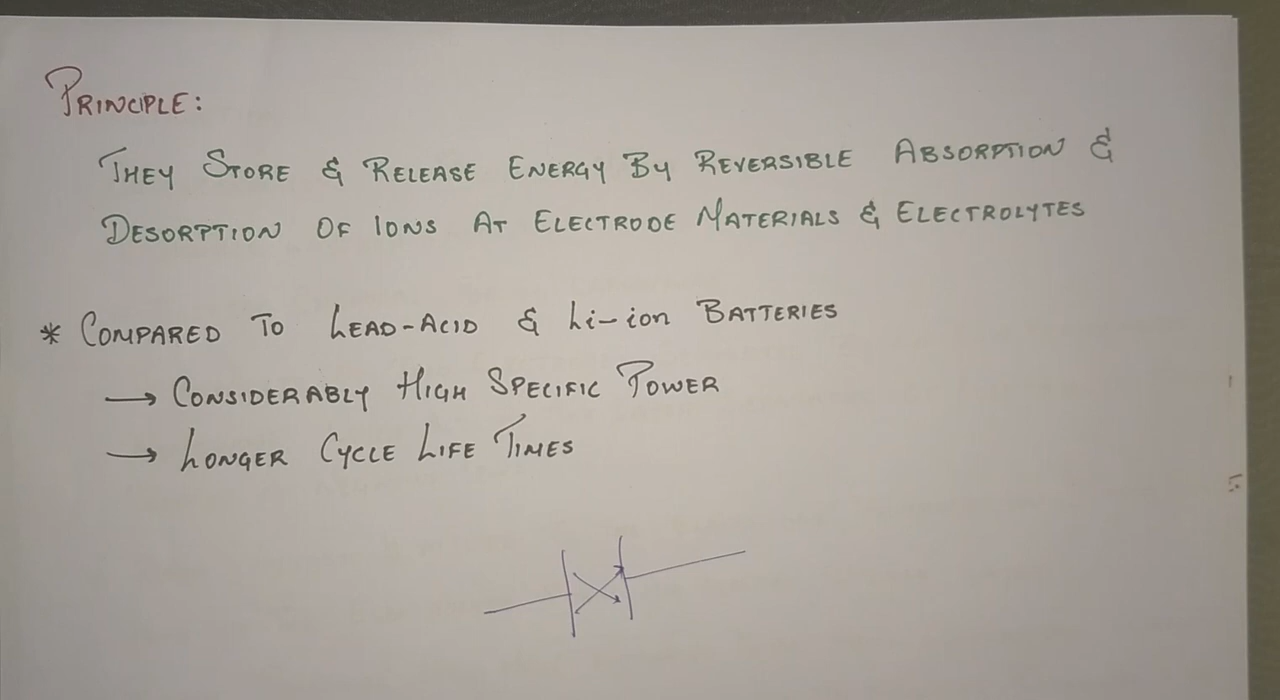 PRINCIPLE:
THEY STORE & RELEASE ENERGY BY REVERSIBLE ABSORPTION &
DESORPTION OF IONS AT ELECTRODE MATERIALS & ELECTROLYTES
* COMPARED TO LEAD-ACID & Li-ion BATTERIES
→ CONSIDERABLY HIGH SPECIFIC POWER
→ LONGER CYCLE LIFE TIMES